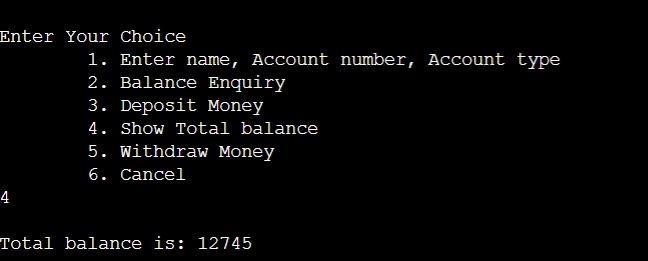 Enter Your Choice
1. Enter name, Account number, Account type
2. Balance Enquiry
3. Deposit Money
4. Show Total balance
5. Withdraw Money
6. Cancel
4
Total balance is: 12745